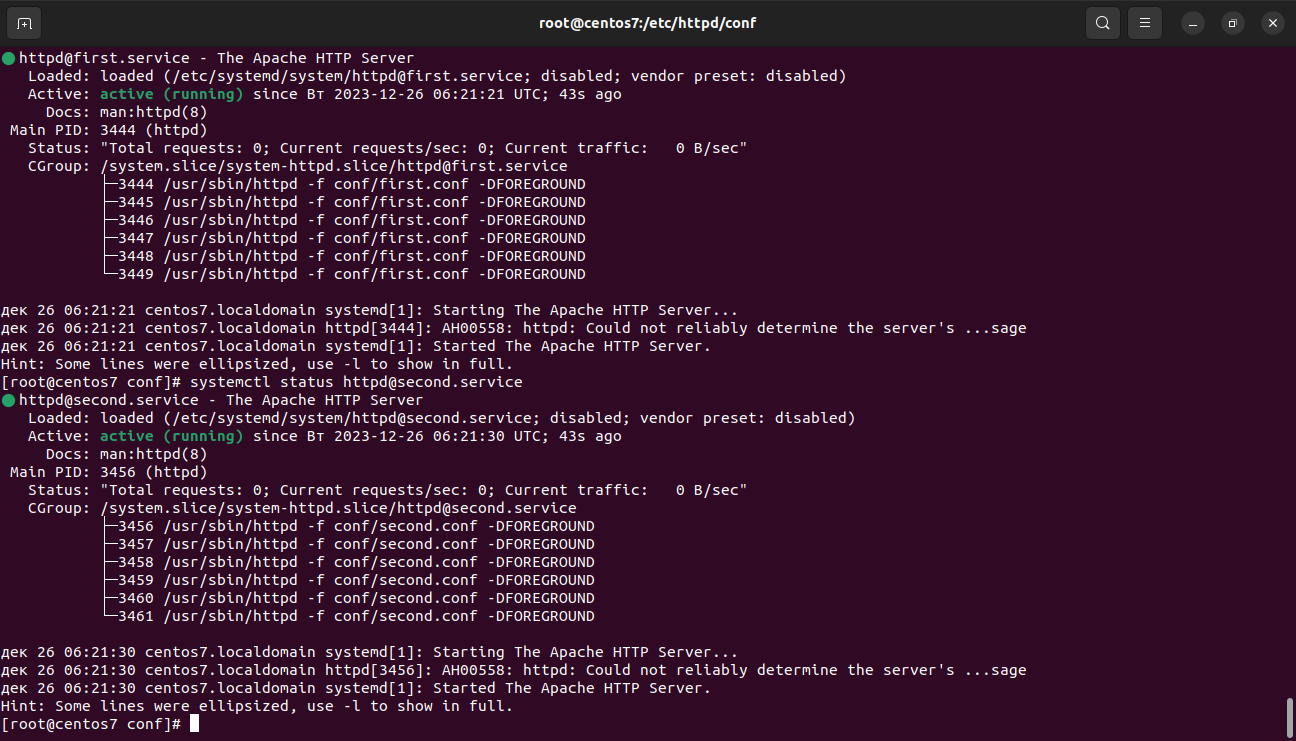 root@centos7:/etc/httpd/conf
httpd@first.service - The Apache HTTP Server
   Loaded: loaded (/etc/systemd/system/httpd@first.service; disabled; vendor preset: disabled)
   Active: active (running) since Вт 2023-12-26 06:21:21 UTC; 43s ago
     Docs: man:httpd(8)
 Main PID: 3444 (httpd)
   Status: "Total requests: 0; Current requests/sec: 0; Current traffic:   0 B/sec"
   CGroup: /system.slice/system-httpd.slice/httpd@first.service
           ├─3444 /usr/sbin/httpd -f conf/first.conf -DFOREGROUND
           ├─3445 /usr/sbin/httpd -f conf/first.conf -DFOREGROUND
           ├─3446 /usr/sbin/httpd -f conf/first.conf -DFOREGROUND
           ├─3447 /usr/sbin/httpd -f conf/first.conf -DFOREGROUND
           ├─3448 /usr/sbin/httpd -f conf/first.conf -DFOREGROUND
           └─3449 /usr/sbin/httpd -f conf/first.conf -DFOREGROUND

дек 26 06:21:21 centos7.localdomain systemd[1]: Starting The Apache HTTP Server...
дек 26 06:21:21 centos7.localdomain httpd[3444]: AH00558: httpd: Could not reliably determine the server's ...sage
дек 26 06:21:21 centos7.localdomain systemd[1]: Started The Apache HTTP Server.
Hint: Some lines were ellipsized, use -l to show in full.
[root@centos7 conf]# systemctl status httpd@second.service
httpd@second.service - The Apache HTTP Server
   Loaded: loaded (/etc/systemd/system/httpd@second.service; disabled; vendor preset: disabled)
   Active: active (running) since Вт 2023-12-26 06:21:30 UTC; 43s ago
     Docs: man:httpd(8)
 Main PID: 3456 (httpd)
   Status: "Total requests: 0; Current requests/sec: 0; Current traffic:   0 B/sec"
   CGroup: /system.slice/system-httpd.slice/httpd@second.service
           ├─3456 /usr/sbin/httpd -f conf/second.conf -DFOREGROUND
           ├─3457 /usr/sbin/httpd -f conf/second.conf -DFOREGROUND
           ├─3458 /usr/sbin/httpd -f conf/second.conf -DFOREGROUND
           ├─3459 /usr/sbin/httpd -f conf/second.conf -DFOREGROUND
           ├─3460 /usr/sbin/httpd -f conf/second.conf -DFOREGROUND
           └─3461 /usr/sbin/httpd -f conf/second.conf -DFOREGROUND

дек 26 06:21:30 centos7.localdomain systemd[1]: Starting The Apache HTTP Server...
дек 26 06:21:30 centos7.localdomain httpd[3456]: AH00558: httpd: Could not reliably determine the server's ...sage
дек 26 06:21:30 centos7.localdomain systemd[1]: Started The Apache HTTP Server.
Hint: Some lines were ellipsized, use -l to show in full.
[root@centos7 conf]#